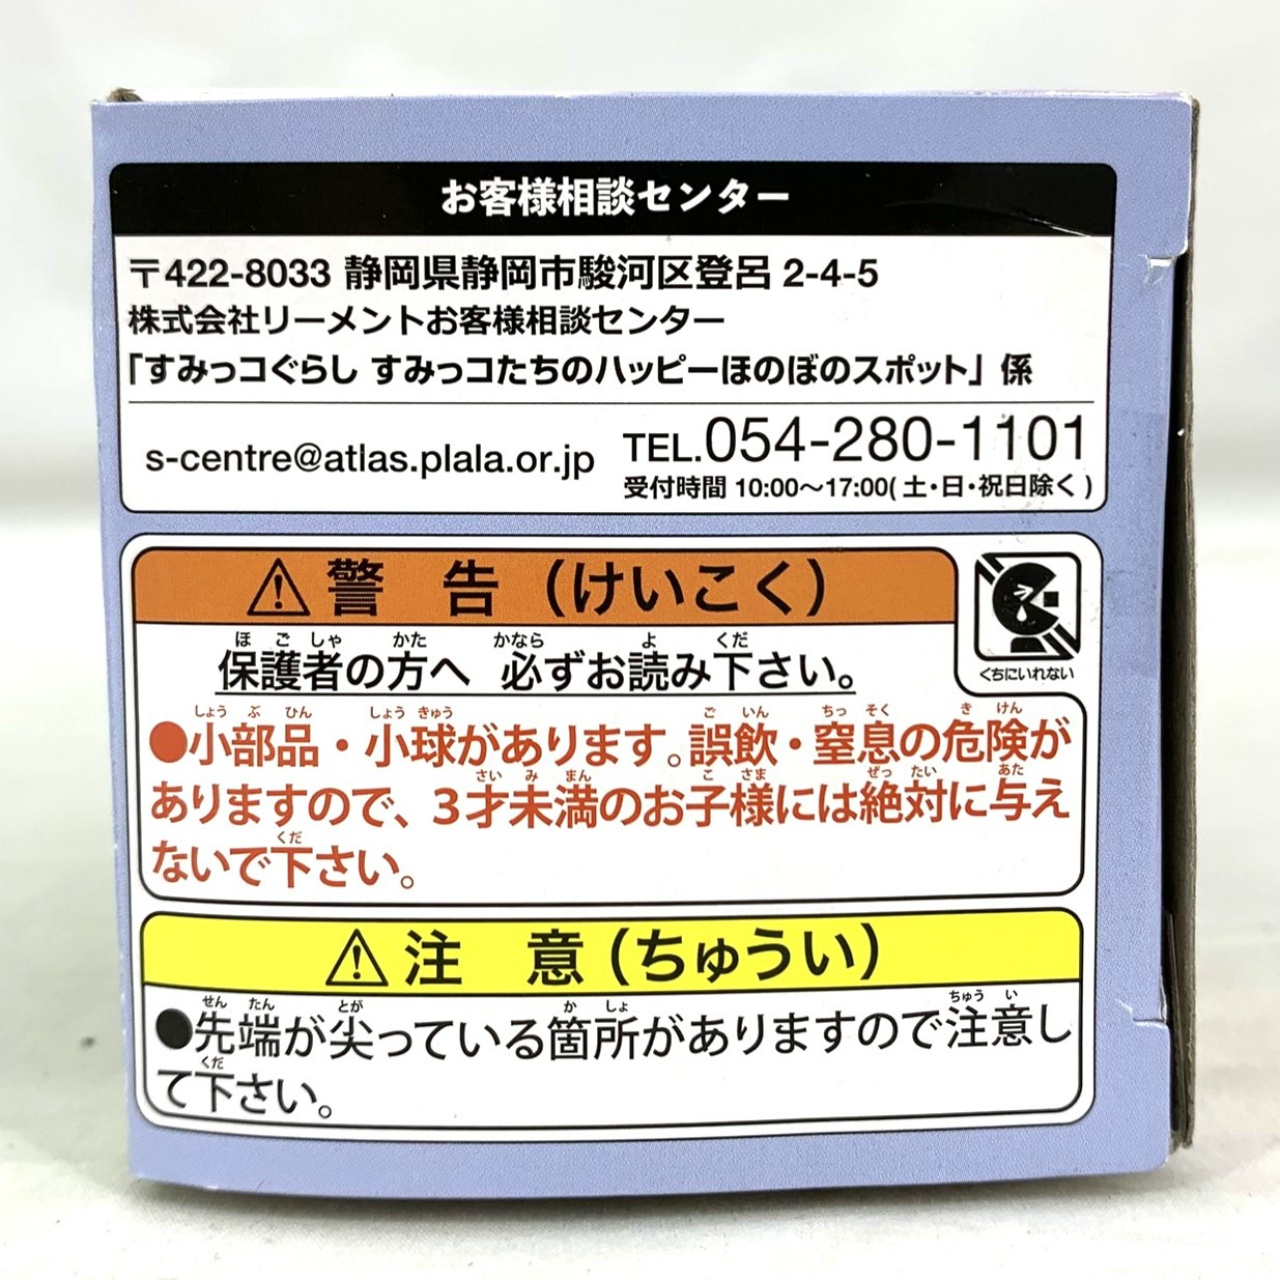 お客様相談センター
〒422-8033 静岡県静岡市駿河区登呂 2-4-5
株式会社リーメントお客様相談センター
「すみっコぐらし すみっコたちのハッピーほのぼのスポット」係
s-centre@atlas.plala.or.jp
TEL.054-280-1101
受付時間 10:00〜17:00(土・日・祝日除く)
⚠警 告(けいこく)
くちにいれない
ほごしゃ かた かなら よ くだ
保護者の方へ 必ずお読み下さい。
しょう ぶ ひん しょう きゅう ご いん ちっ そく き けん
●小部品・小球があります。誤飲・窒息の危険が
さい み まん こ さま ぜっ たい あた
ありますので、3才未満のお子様には絶対に与え
くだ
ないで下さい。
⚠注 意(ちゅうい)
せん たん とが か しょ ちゅう い
●先端が尖っている箇所がありますので注意し
くだ
て下さい。